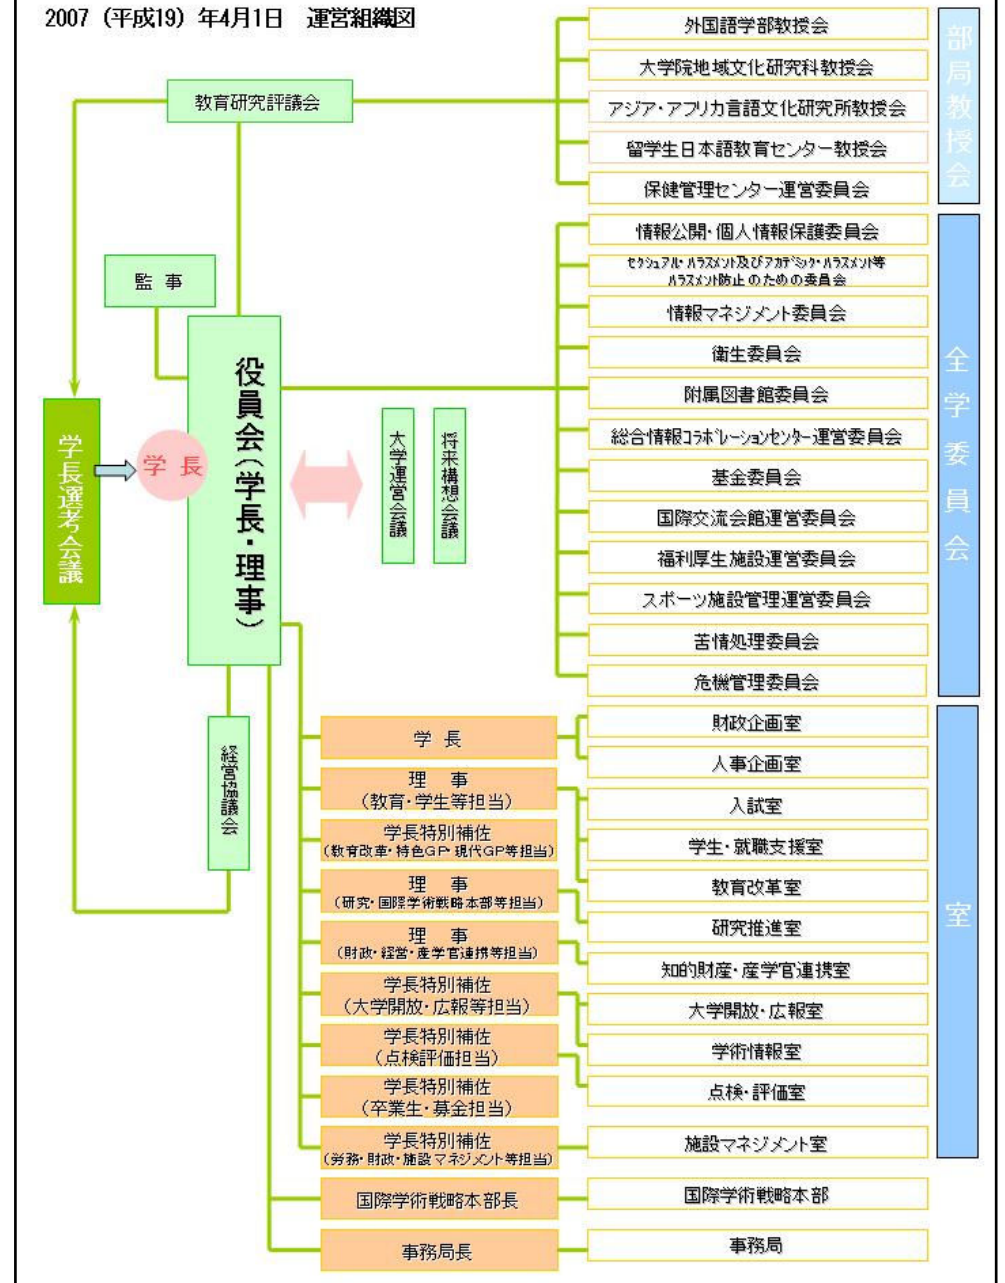 2007（平成19）年4月1日　運営組織図
教育研究評議会
監 事
役員会（学長・理事）
学長選考会議
学 長
大学運営会議
将来構想会議
経営協議会
外国語学部教授会
大学院地域文化研究科教授会
アジア・アフリカ言語文化研究所教授会
留学生日本語教育センター教授会
保健管理センター運営委員会
部局教授会
情報公開・個人情報保護委員会
セクシュアル・ハラスメント及びアカデミック・ハラスメント等
ハラスメント防止のための委員会
情報マネジメント委員会
衛生委員会
附属図書館委員会
総合情報コラボレーションセンター運営委員会
基金委員会
国際交流会館運営委員会
福利厚生施設運営委員会
スポーツ施設管理運営委員会
苦情処理委員会
危機管理委員会
全学委員会
学 長
理　事
（教育・学生等担当）
学長特別補佐
（教育改革・特色GP・現代GP等担当）
理　事
（研究・国際学術戦略本部等担当）
理　事
（財政・経営・産学官連携等担当）
学長特別補佐
（大学開放・広報等担当）
学長特別補佐
（点検評価担当）
学長特別補佐
（卒業生・募金担当）
学長特別補佐
（労務・財政・施設マネジメント等担当）
国際学術戦略本部長
事務局長
財政企画室
人事企画室
入試室
学生・就職支援室
教育改革室
研究推進室
知的財産・産学官連携室
大学開放・広報室
学術情報室
点検・評価室
施設マネジメント室
室
国際学術戦略本部
事務局